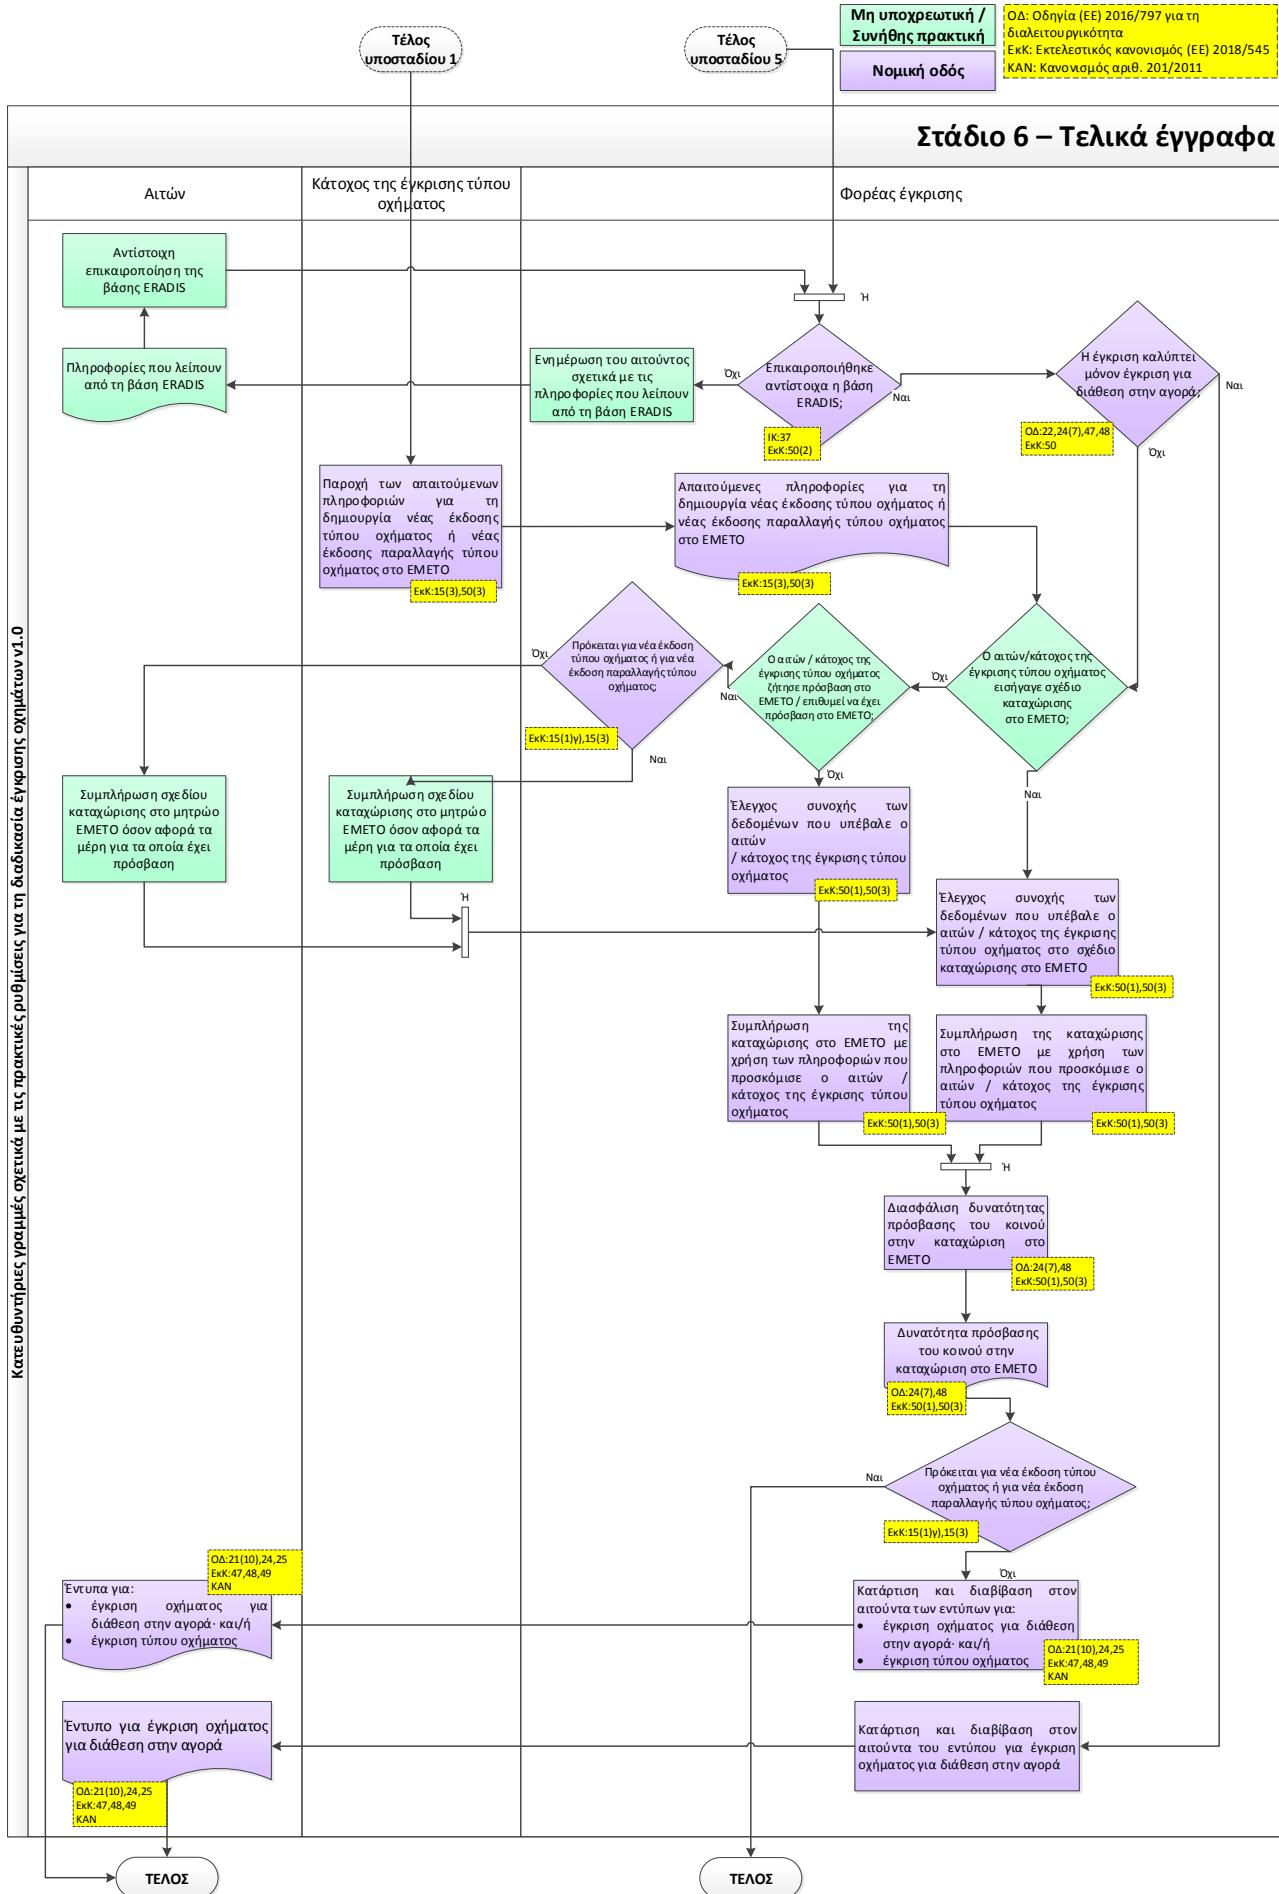 Τέλος
υποσταδίου 1
Τέλος
υποσταδίου 5
Μη υποχρεωτική /
Συνήθης πρακτική
Νομική οδός
ΟΔ: Οδηγία (ΕΕ) 2016/797 για τη
διαλειτουργικότητα
ΕκΚ: Εκτελεστικός κανονισμός (ΕΕ) 2018/545
ΚΑΝ: Κανονισμός αριθ. 201/2011
Στάδιο 6 – Τελικά έγγραφα
Κατευθυντήριες γραμμές σχετικά με τις πρακτικές ρυθμίσεις για τη διαδικασία έγκρισης οχημάτων v1.0
Αιτών
Κάτοχος της έγκρισης τύπου
οχήματος
Φορέας έγκρισης
Αντίστοιχη
επικαιροποίηση της
βάσης ERADIS
Ή
Πληροφορίες που λείπουν
από τη βάση ERADIS
Ενημέρωση του αιτούντος
σχετικά με τις
πληροφορίες που λείπουν
από τη βάση ERADIS
Όχι
Επικαιροποιήθηκε
αντίστοιχα η βάση
ERADIS;
Ναι
ΙΚ:37
ΕκΚ:50(2)
Η έγκριση καλύπτει
μόνον έγκριση για
διάθεση στην αγορά;
Ναι
ΟΔ:22,24(7),47,48
ΕκΚ:50
Όχι
Παροχή των απαιτούμενων
πληροφοριών για τη
δημιουργία νέας έκδοσης
τύπου οχήματος ή νέας
έκδοσης παραλλαγής τύπου
οχήματος στο ΕΜΕΤΟ
ΕκΚ:15(3),50(3)
Απαιτούμενες πληροφορίες για τη
δημιουργία νέας έκδοσης τύπου οχήματος ή
νέας έκδοσης παραλλαγής τύπου οχήματος
στο ΕΜΕΤΟ
ΕκΚ:15(3),50(3)
Όχι
Πρόκειται για νέα έκδοση
τύπου οχήματος ή για νέα
έκδοση παραλλαγής τύπου
οχήματος;
Ναι
ΕκΚ:15(1)γ),15(3)
Ναι
Ο αιτών / κάτοχος της
έγκρισης τύπου οχήματος
ζήτησε πρόσβαση στο
ΕΜΕΤΟ / επιθυμεί να έχει
πρόσβαση στο ΕΜΕΤΟ;
Όχι
Όχι
Ο αιτών/κάτοχος της
έγκρισης τύπου οχήματος
εισήγαγε σχέδιο
καταχώρισης
στο ΕΜΕΤΟ;
Ναι
Συμπλήρωση σχεδίου
καταχώρισης στο μητρώο
ΕΜΕΤΟ όσον αφορά τα
μέρη για τα οποία έχει
πρόσβαση
Συμπλήρωση σχεδίου
καταχώρισης στο μητρώο
ΕΜΕΤΟ όσον αφορά τα
μέρη για τα οποία έχει
πρόσβαση
Ή
Έλεγχος συνοχής των
δεδομένων που υπέβαλε ο
αιτών
/ κάτοχος της έγκρισης τύπου
οχήματος
ΕκΚ:50(1),50(3)
Έλεγχος συνοχής των
δεδομένων που υπέβαλε ο
αιτών / κάτοχος της έγκρισης
τύπου οχήματος στο σχέδιο
καταχώρισης στο ΕΜΕΤΟ
ΕκΚ:50(1),50(3)
Συμπλήρωση της
καταχώρισης στο ΕΜΕΤΟ με
χρήση των πληροφοριών που
προσκόμισε ο αιτών /
κάτοχος της έγκρισης τύπου
οχήματος
ΕκΚ:50(1),50(3)
Συμπλήρωση της καταχώρισης
στο ΕΜΕΤΟ με χρήση των
πληροφοριών που προσκόμισε ο
αιτών / κάτοχος της έγκρισης
τύπου οχήματος
ΕκΚ:50(1),50(3)
Ή
Διασφάλιση δυνατότητας
πρόσβασης του κοινού
στην καταχώριση στο
ΕΜΕΤΟ
ΟΔ:24(7),48
ΕκΚ:50(1),50(3)
Δυνατότητα πρόσβασης
του κοινού στην
καταχώριση στο ΕΜΕΤΟ
ΟΔ:24(7),48
ΕκΚ:50(1),50(3)
Ναι
Πρόκειται για νέα έκδοση τύπου
οχήματος ή για νέα έκδοση
παραλλαγής τύπου οχήματος;
ΕκΚ:15(1)γ),15(3)
Όχι
ΟΔ:21(10),24,25
ΕκΚ:47,48,49
ΚΑΝ
Έντυπα για:
• έγκριση οχήματος για
διάθεση στην αγορά· και/ή
• έγκριση τύπου οχήματος
Κατάρτιση και διαβίβαση στον
αιτούντα των εντύπων για:
• έγκριση οχήματος για διάθεση
στην αγορά· και/ή
• έγκριση τύπου οχήματος
ΟΔ:21(10),24,25
ΕκΚ:47,48,49
ΚΑΝ
Έντυπο για έγκριση οχήματος
για διάθεση στην αγορά
ΟΔ:21(10),24,25
ΕκΚ:47,48,49
ΚΑΝ
Κατάρτιση και διαβίβαση στον
αιτούντα του εντύπου για έγκριση
οχήματος για διάθεση στην αγορά
ΤΕΛΟΣ
ΤΕΛΟΣ